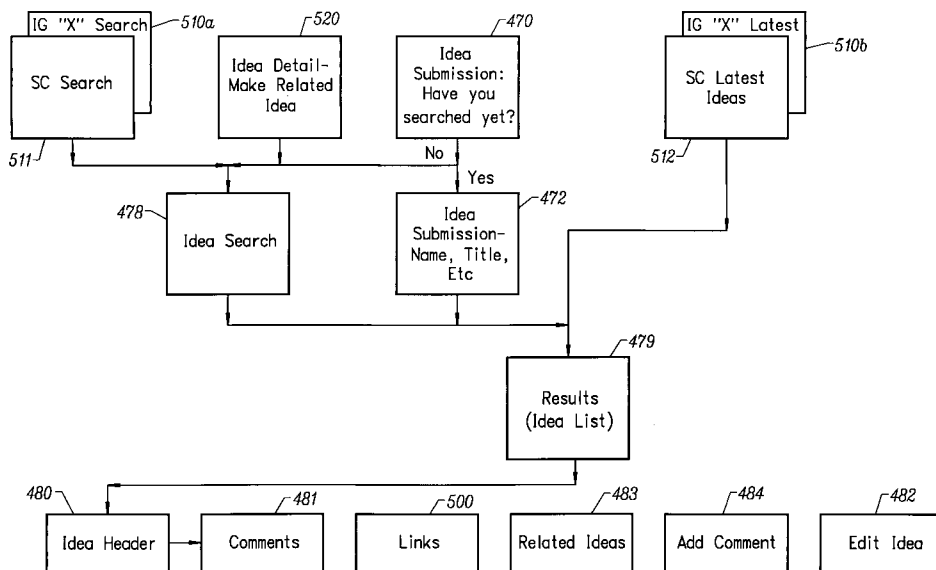 IG "X" Search
510a
SC Search
511
520
Idea Detail-
Make Related
Idea
470
Idea
Submission:
Have you
searched yet?
IG "X" Latest
510b
SC Latest
Ideas
512
No
Yes
478
Idea Search
472
Idea
Submission-
Name, Title,
Etc
479
Results
(Idea List)
480
Idea Header
481
Comments
500
Links
483
Related Ideas
484
Add Comment
482
Edit Idea